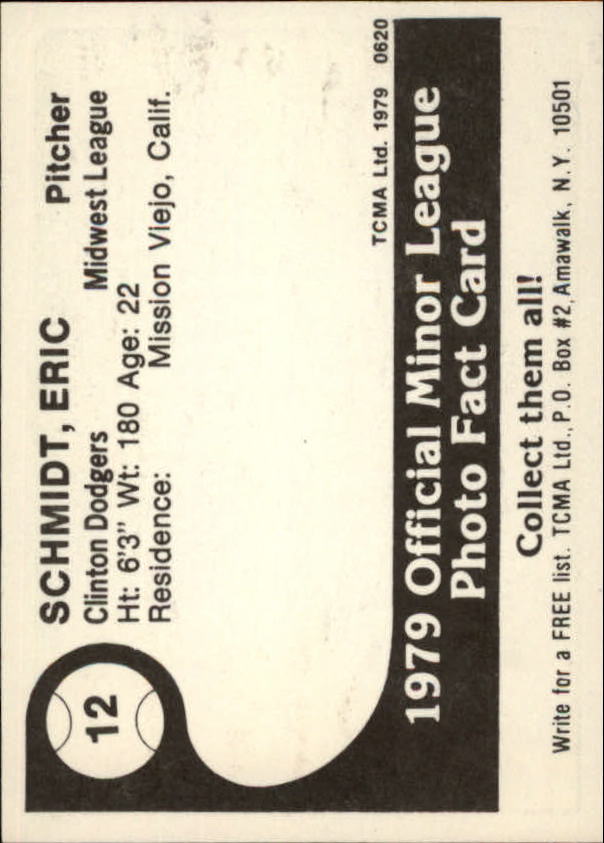 12
SCHMIDT, ERIC Pitcher
Clinton Dodgers Midwest League
Ht: 6'3" Wt: 180 Age: 22
Residence: Mission Viejo, Calif.
TCMA Ltd. 1979 0620
1979 Official Minor League
Photo Fact Card
Collect them all!
Write for a FREE list. TCMA Ltd., P.O. Box #2, Amawalk, N.Y. 10501